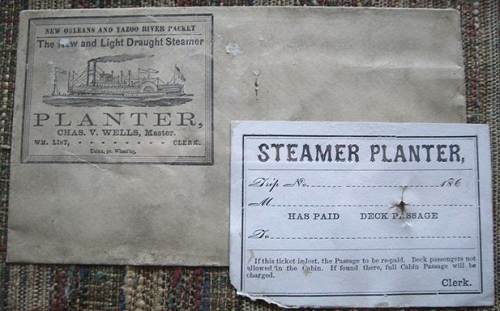 NEW ORLEANS AND YAZOO RIVER PACKET
The New and Light Draught Steamer
PLANTER,
CHAS. V. WELLS, Master.
WM. LIST, - - - - - - - - CLERK.
STEAMER PLANTER,
Trip No. 186
M
HAS PAID DECK PASSAGE
To
If this ticket is lost, the Passage to be re-paid. Deck passengers not
allowed in the Cabin. If found there, full Cabin Passage will be
charged.
Clerk.